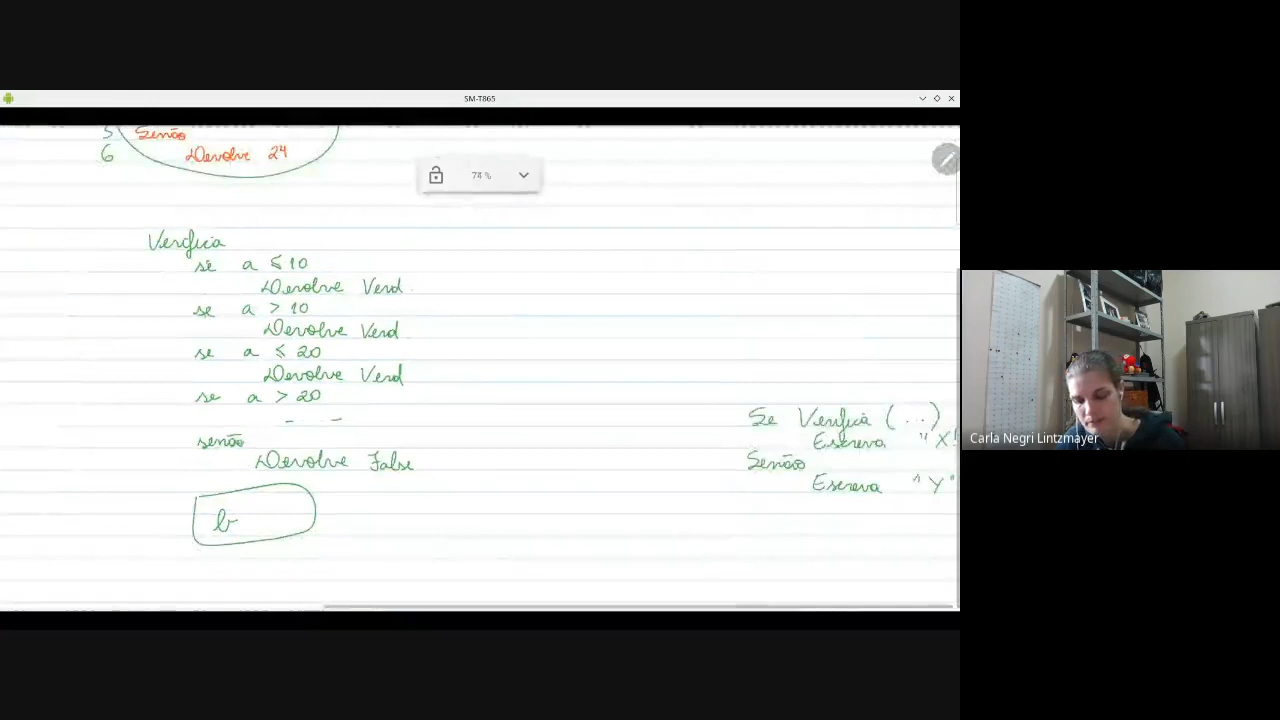 SM-T865
5 Senão
6 Devolve 24
74 %
Verifica
se a ≤ 10
Devolve Verd.
se a > 10
Devolve Verd
se a ≤ 20
Devolve Verd
se a > 20
- -
senão
Devolve False
b
Se Verifica (...)
Escreva "X"
Senão
Escreva "Y"
Carla Negri Lintzmayer